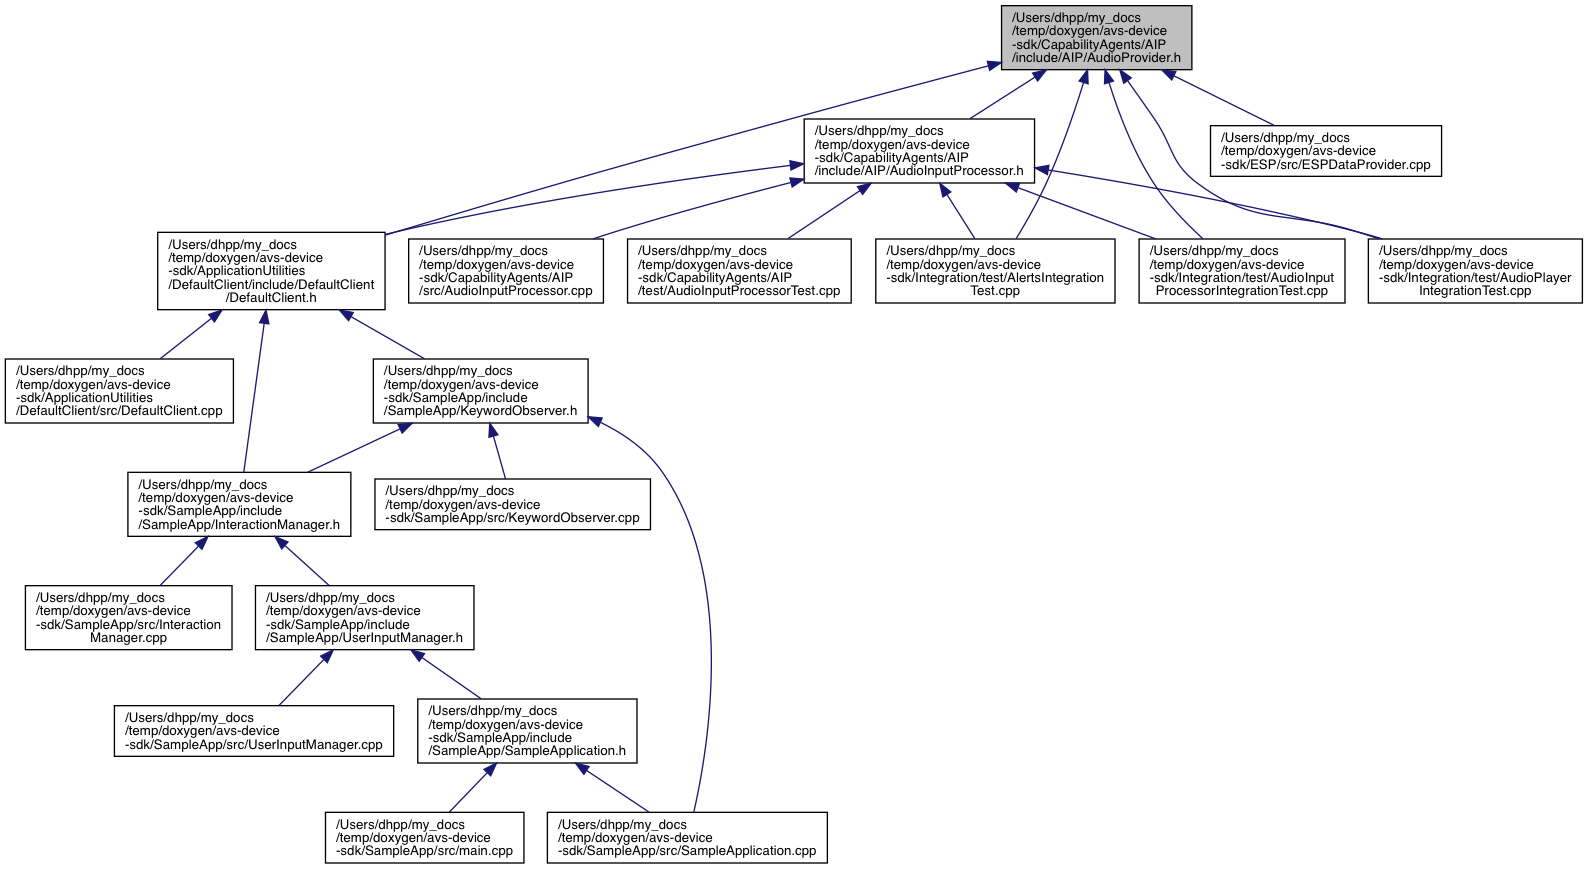 /Users/dhpp/my_docs
/temp/doxygen/avs-device
-sdk/CapabilityAgents/AIP
/include/AIP/AudioProvider.h
/Users/dhpp/my_docs
/temp/doxygen/avs-device
-sdk/CapabilityAgents/AIP
/include/AIP/AudioInputProcessor.h
/Users/dhpp/my_docs
/temp/doxygen/avs-device
-sdk/ESP/src/ESPDataProvider.cpp
/Users/dhpp/my_docs
/temp/doxygen/avs-device
-sdk/ApplicationUtilities
/DefaultClient/include/DefaultClient
/DefaultClient.h
/Users/dhpp/my_docs
/temp/doxygen/avs-device
-sdk/CapabilityAgents/AIP
/src/AudioInputProcessor.cpp
/Users/dhpp/my_docs
/temp/doxygen/avs-device
-sdk/CapabilityAgents/AIP
/test/AudioInputProcessorTest.cpp
/Users/dhpp/my_docs
/temp/doxygen/avs-device
-sdk/Integration/test/AlertsIntegration
Test.cpp
/Users/dhpp/my_docs
/temp/doxygen/avs-device
-sdk/Integration/test/AudioInput
ProcessorIntegrationTest.cpp
/Users/dhpp/my_docs
/temp/doxygen/avs-device
-sdk/Integration/test/AudioPlayer
IntegrationTest.cpp
/Users/dhpp/my_docs
/temp/doxygen/avs-device
-sdk/ApplicationUtilities
/DefaultClient/src/DefaultClient.cpp
/Users/dhpp/my_docs
/temp/doxygen/avs-device
-sdk/SampleApp/include
/SampleApp/KeywordObserver.h
/Users/dhpp/my_docs
/temp/doxygen/avs-device
-sdk/SampleApp/include
/SampleApp/InteractionManager.h
/Users/dhpp/my_docs
/temp/doxygen/avs-device
-sdk/SampleApp/src/KeywordObserver.cpp
/Users/dhpp/my_docs
/temp/doxygen/avs-device
-sdk/SampleApp/src/Interaction
Manager.cpp
/Users/dhpp/my_docs
/temp/doxygen/avs-device
-sdk/SampleApp/include
/SampleApp/UserInputManager.h
/Users/dhpp/my_docs
/temp/doxygen/avs-device
-sdk/SampleApp/src/UserInputManager.cpp
/Users/dhpp/my_docs
/temp/doxygen/avs-device
-sdk/SampleApp/include
/SampleApp/SampleApplication.h
/Users/dhpp/my_docs
/temp/doxygen/avs-device
-sdk/SampleApp/src/main.cpp
/Users/dhpp/my_docs
/temp/doxygen/avs-device
-sdk/SampleApp/src/SampleApplication.cpp